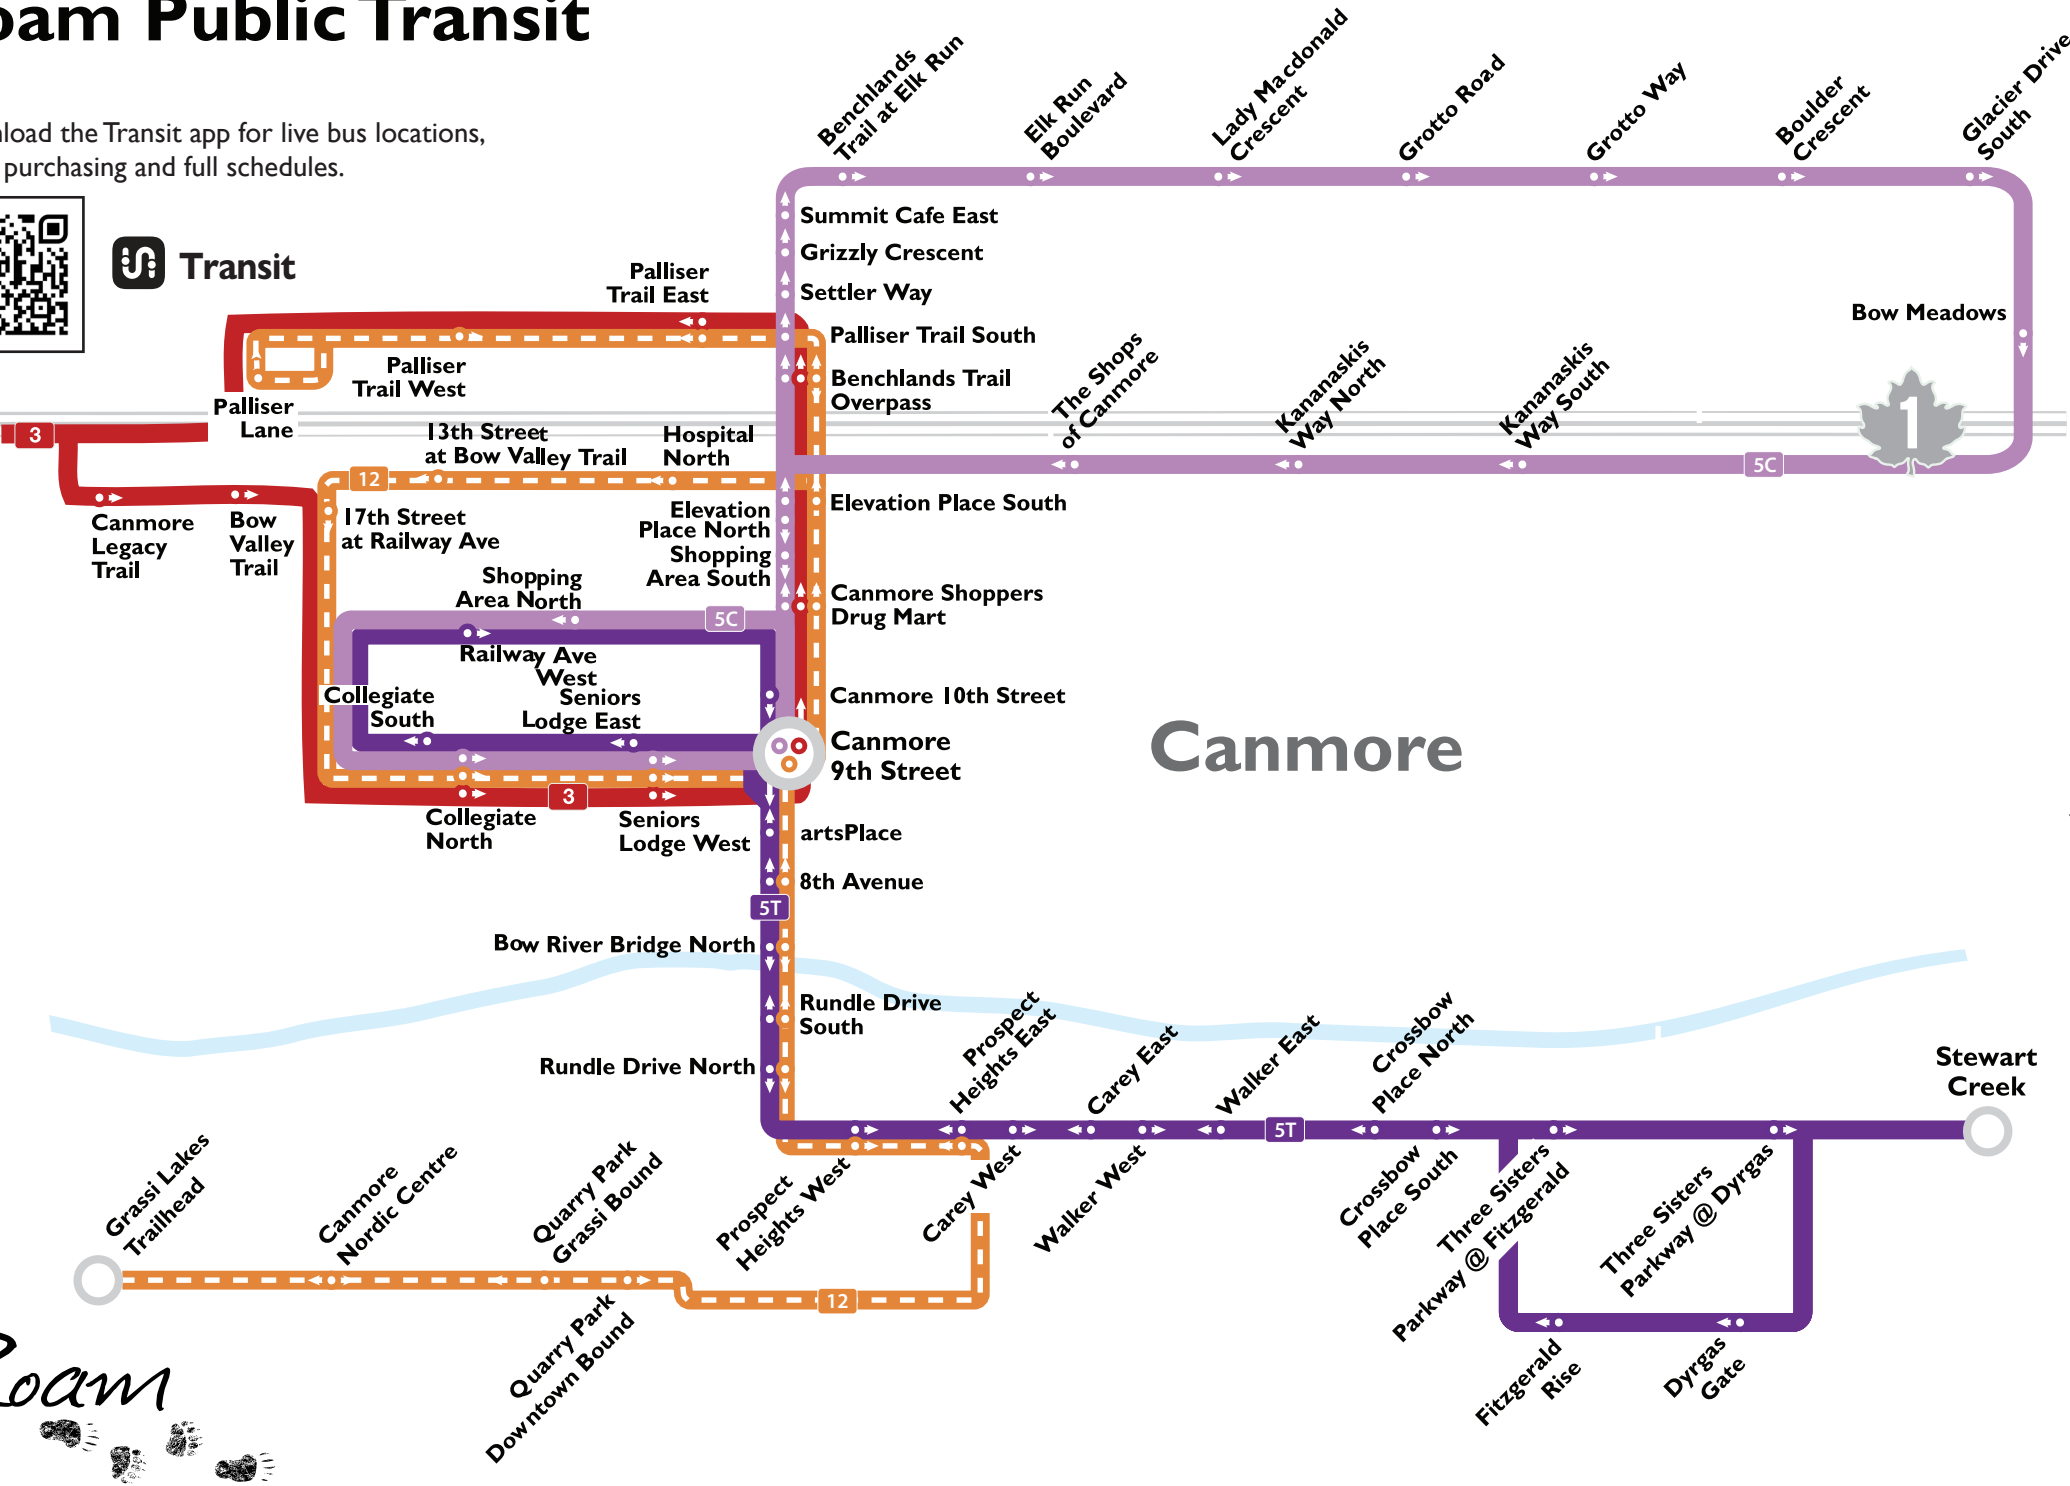 oam Public Transit
nload the Transit app for live bus locations,
purchasing and full schedules.
Transit
Benchlands
Trail at Elk Run
Elk Run
Boulevard
Lady Macdonald
Crescent
Grotto Road
Grotto Way
Boulder
Crescent
Glacier Drive
South
Summit Cafe East
Grizzly Crescent
Settler Way
Palliser
Trail East
Palliser Trail South
Bow Meadows
Palliser
Trail West
Benchlands Trail
Overpass
The Shops
of Canmore
Kananaskis
Way North
Kananaskis
Way South
1
Palliser
Lane
3
13th Street
at Bow Valley Trail
Hospital
North
5C
12
Canmore
Legacy
Trail
Bow
Valley
Trail
17th Street
at Railway Ave
Elevation
Place North
Elevation Place South
Shopping
Area South
Shopping
Area North
Canmore Shoppers
Drug Mart
5C
Railway Ave
West
Collegiate
South
Seniors
Lodge East
Canmore 10th Street
Canmore
9th Street
Canmore
3
Collegiate
North
Seniors
Lodge West
artsPlace
8th Avenue
5T
Bow River Bridge North
Rundle Drive
South
Rundle Drive North
Prospect
Heights East
Carey East
Walker East
Crossbow
Place North
Stewart
Creek
5T
Grassi Lakes
Trailhead
Canmore
Nordic Centre
Quarry Park
Grassi Bound
Prospect
Heights West
Carey West
Walker West
Crossbow
Place South
Three Sisters
Parkway @ Fitzgerald
Three Sisters
Parkway @ Dyrgas
12
Quarry Park
Downtown Bound
Fitzgerald
Rise
Dyrgas
Gate
Roam